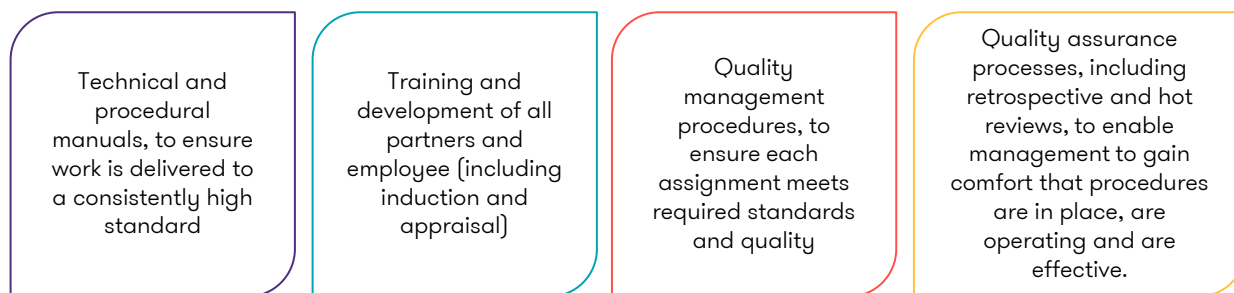 Technical and
procedural
manuals, to ensure
work is delivered to
a consistently high
standard
Training and
development of all
partners and
employee (including
induction and
appraisal)
Quality
management
procedures, to
ensure each
assignment meets
required standards
and quality
Quality assurance
processes, including
retrospective and hot
reviews, to enable
management to gain
comfort that procedures
are in place, are
operating and are
effective.